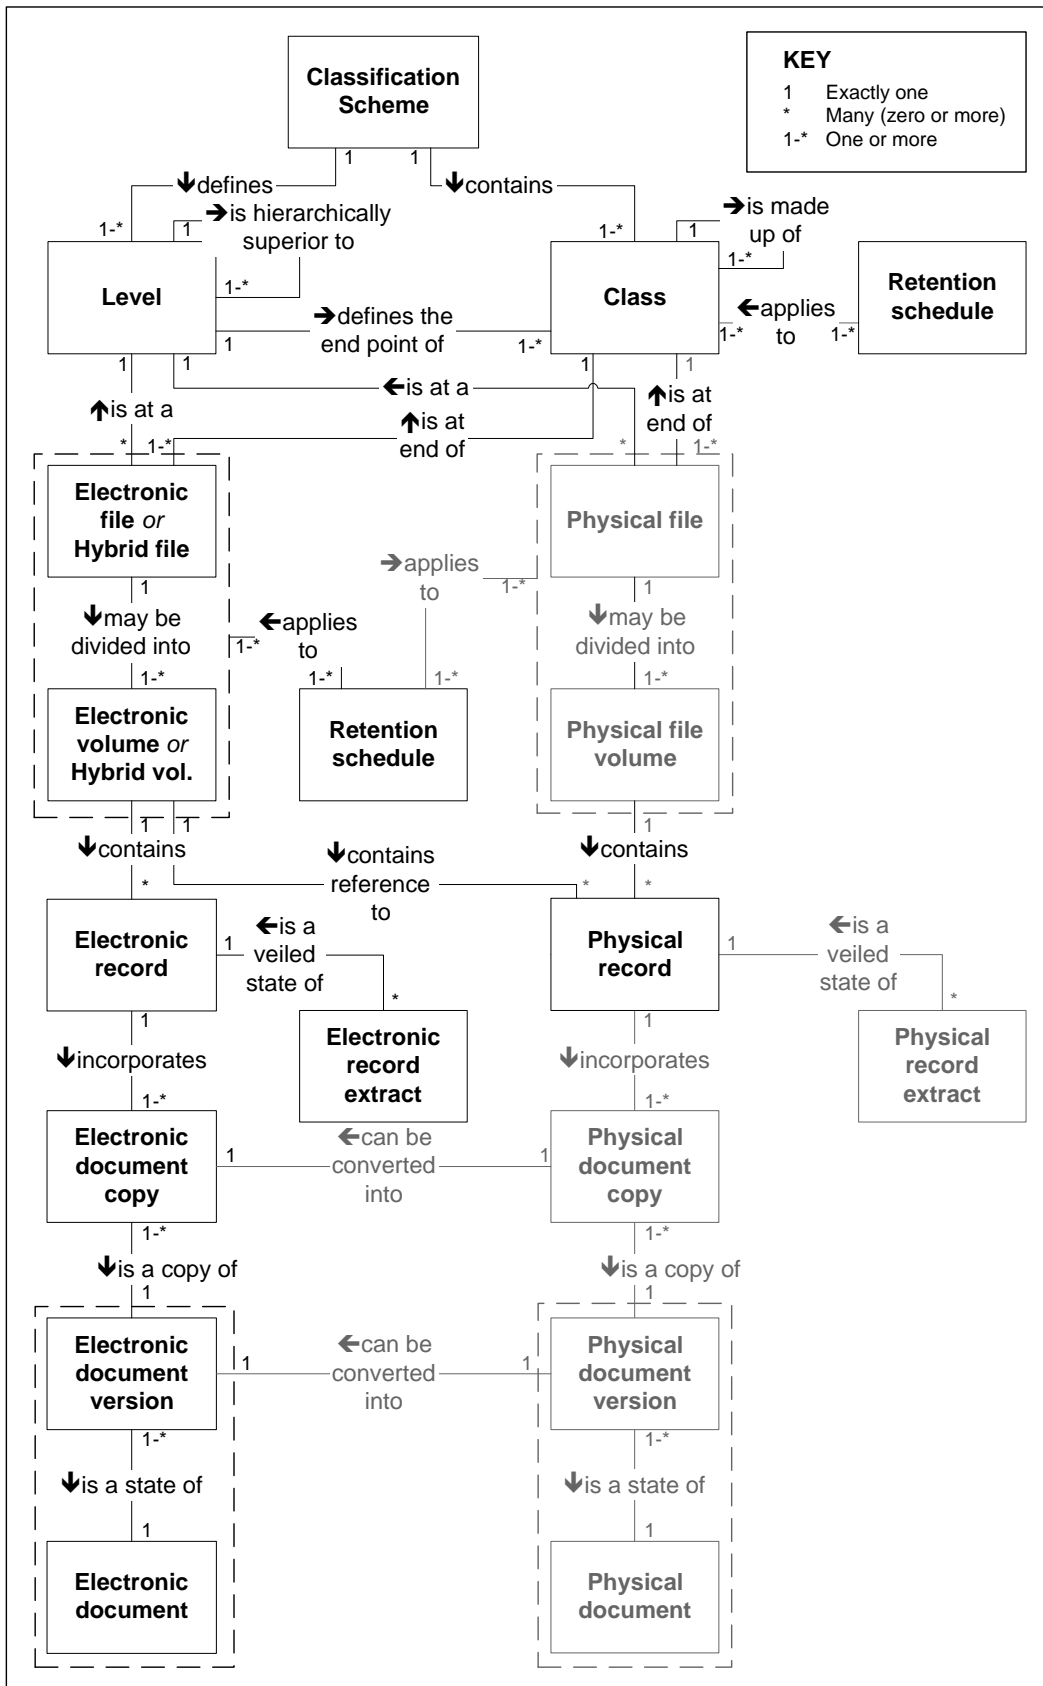 Classification
Scheme
KEY
1 Exactly one
* Many (zero or more)
1-* One or more
1 1
🡳defines
🡳contains
1-* 1
➔is hierarchically
superior to
1-*
Level
1-* 1
➔is made
up of
1-*
Class
Retention
schedule
🡰applies
to
1-* 1-*
1
➔defines the
end point of
1-*
1 1
1 1
🡰is at a
🡱is at a
🡱is at
end of
🡱is at
end of
* 1-*
* 1-*
Electronic
file or
Hybrid file
Physical file
➔applies
to
1-*
1
🡳may be
divided into
1-*
1
🡳may be
divided into
1-*
1-*
🡰applies
to
1-* 1-*
Electronic
volume or
Hybrid vol.
Retention
schedule
Physical file
volume
1 1
1
🡳contains
🡳contains
reference
to
🡳contains
*
* *
Electronic
record
1
🡰is a
veiled
state of
*
Physical
record
1
🡰is a
veiled
state of
*
Electronic
record
extract
Physical
record
extract
1
🡳incorporates
1-*
1
🡳incorporates
1-*
Electronic
document
copy
1
🡰can be
converted
into
1
Physical
document
copy
1-*
🡳is a copy of
1
1-*
🡳is a copy of
1
Electronic
document
version
1
🡰can be
converted
into
1
Physical
document
version
1-*
🡳is a state of
1
1-*
🡳is a state of
1
Electronic
document
Physical
document